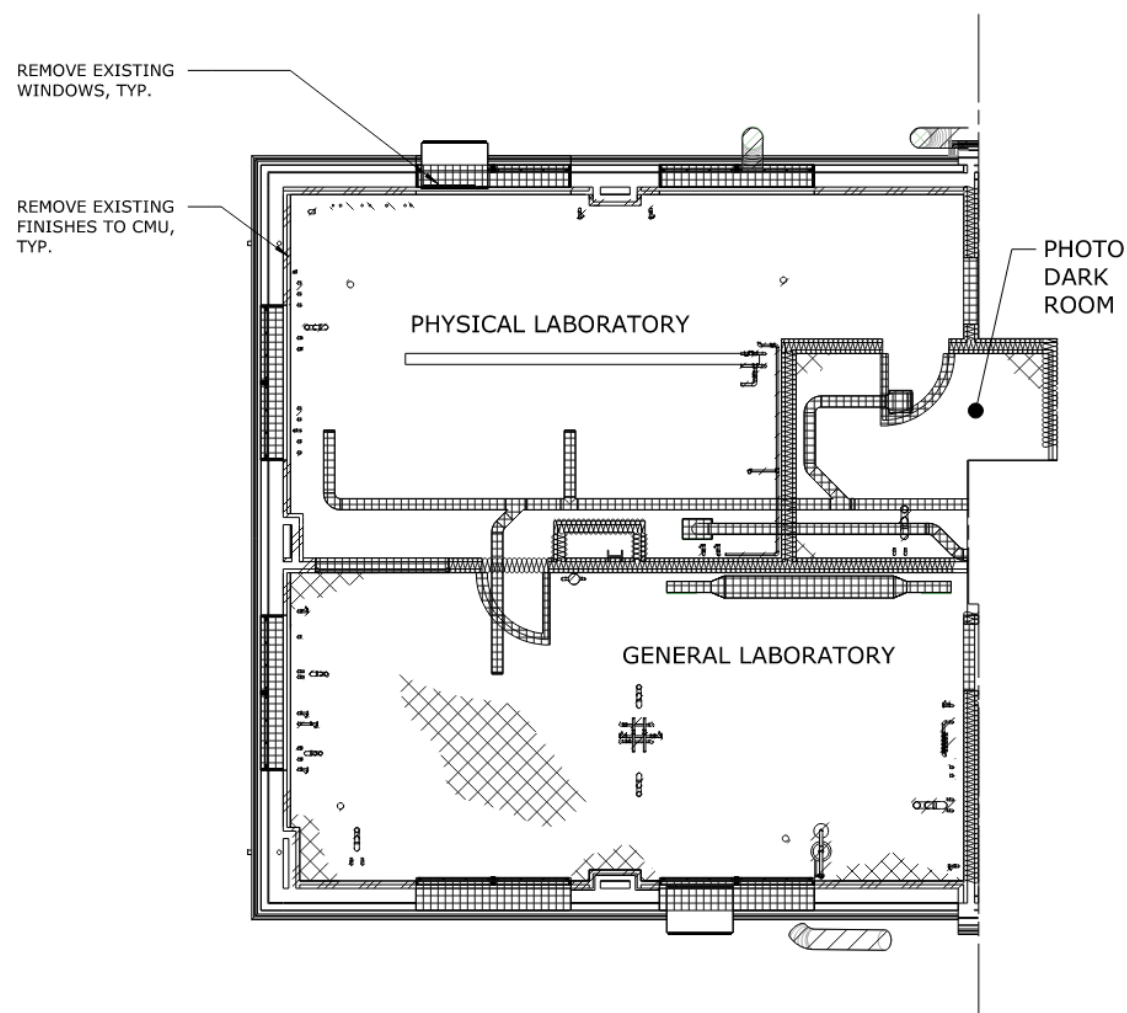 REMOVE EXISTING
WINDOWS, TYP.
REMOVE EXISTING
FINISHES TO CMU,
TYP.
PHOTO
DARK
ROOM
PHYSICAL LABORATORY
GENERAL LABORATORY